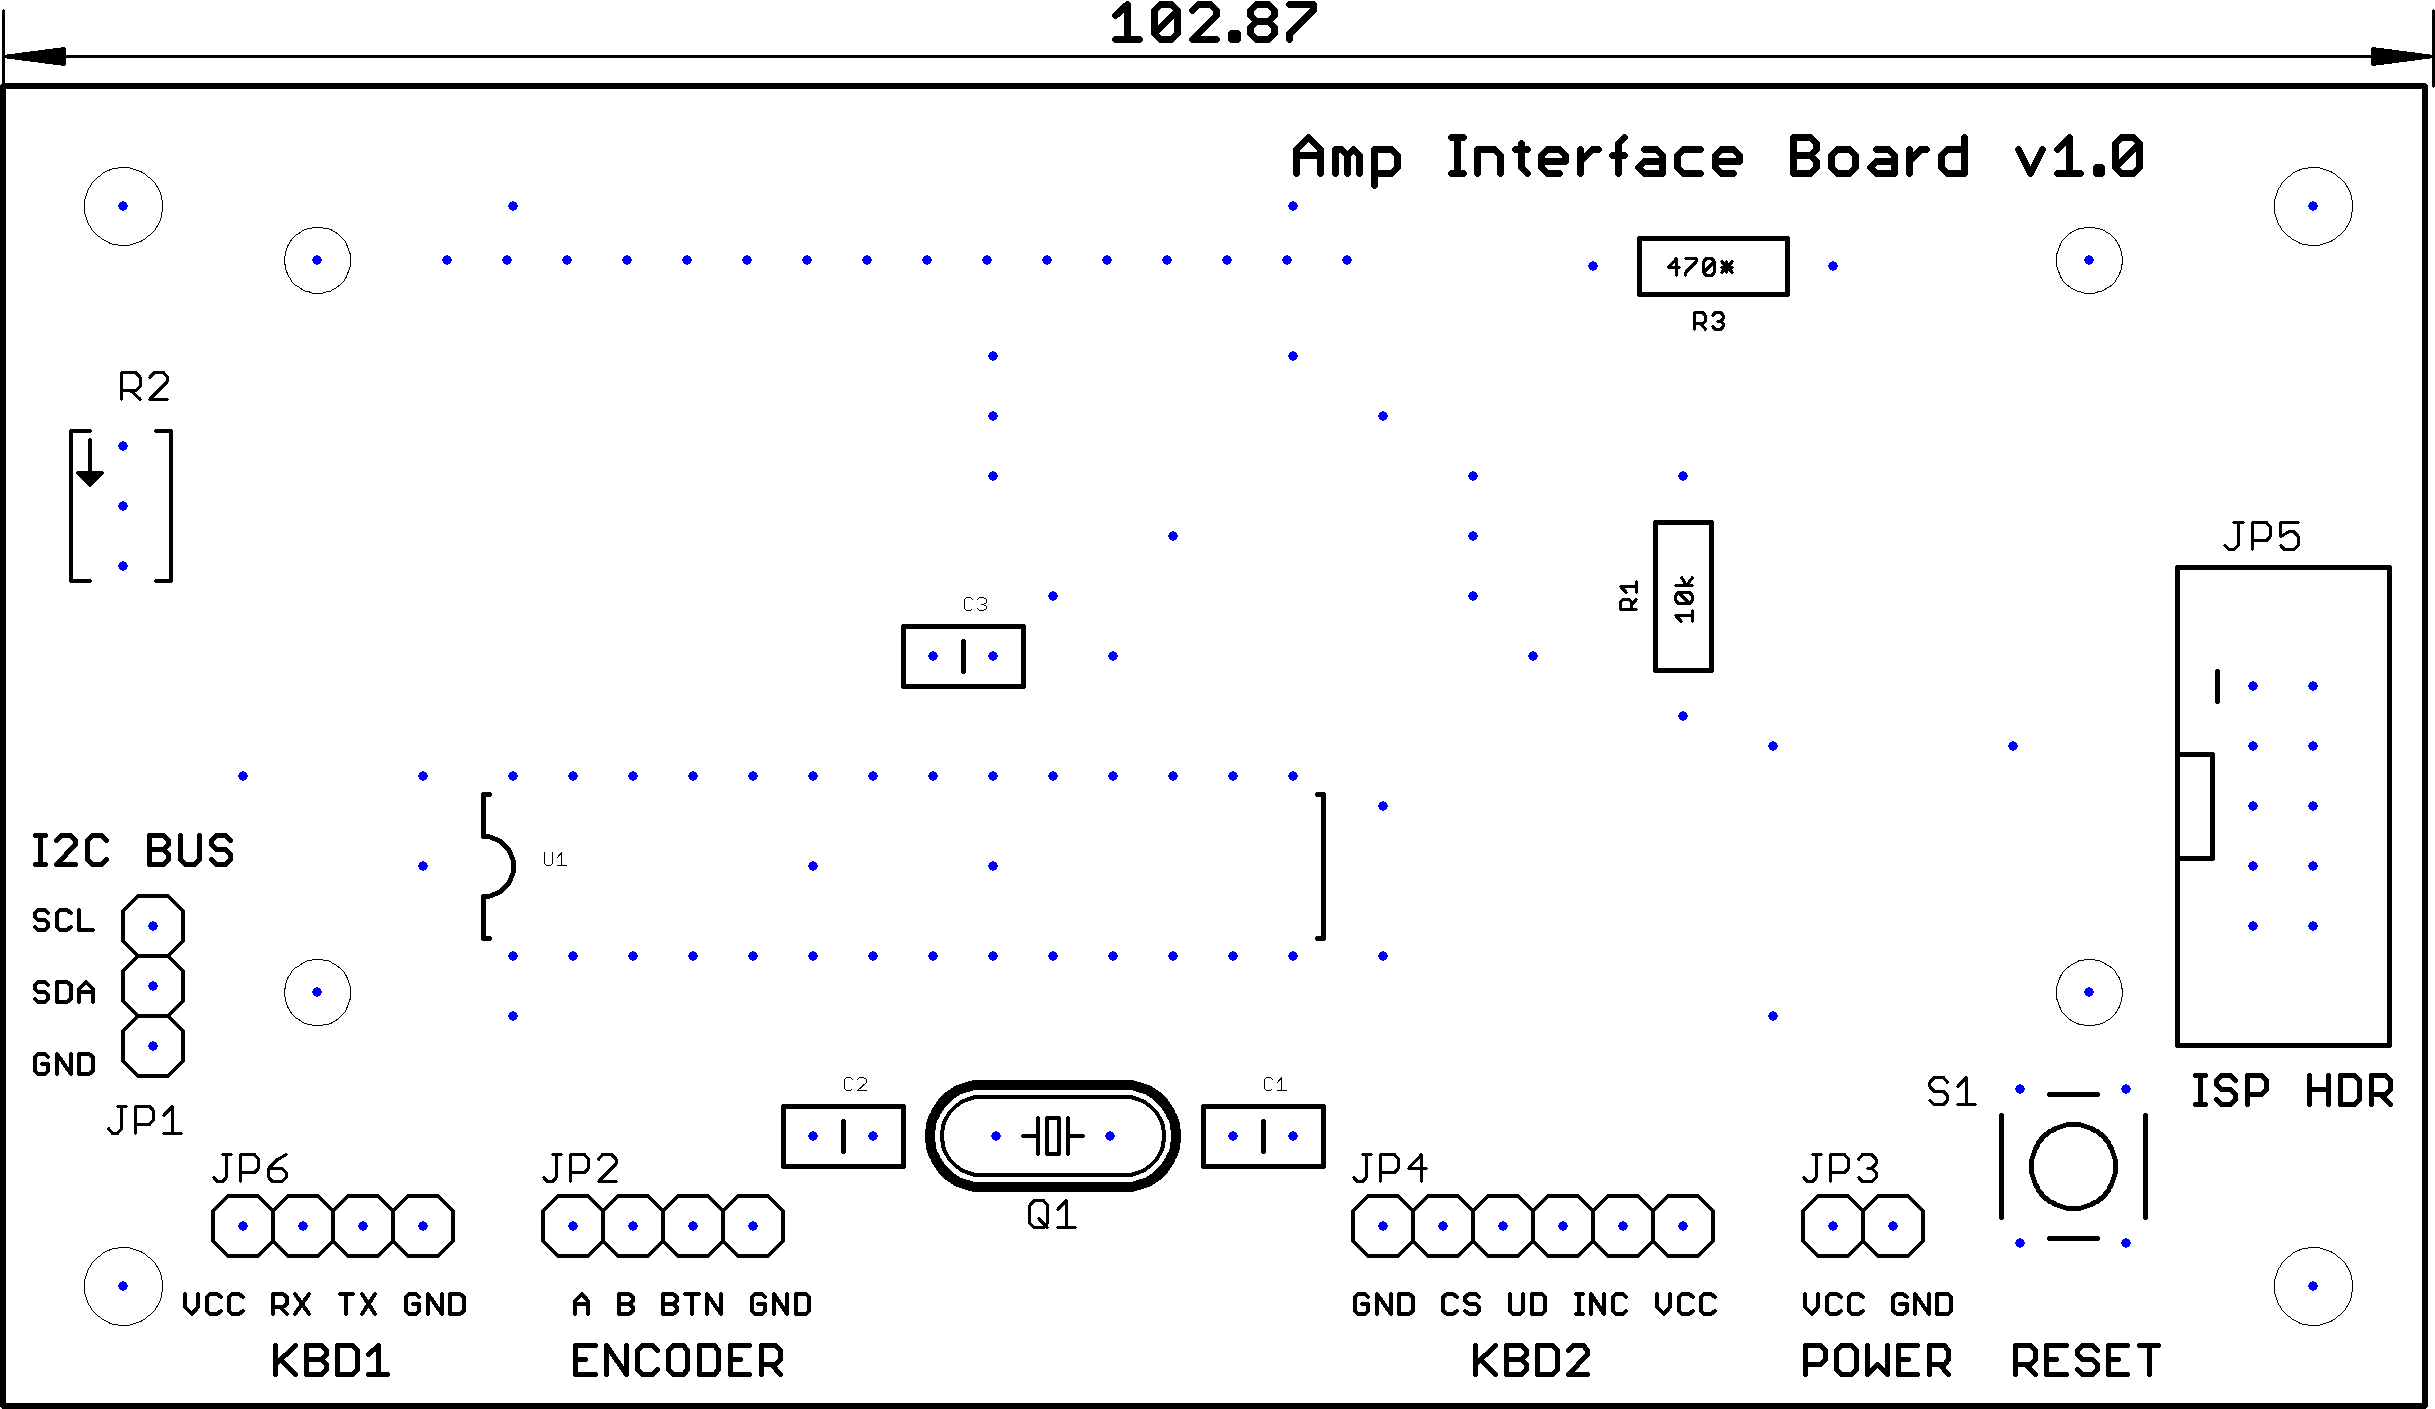 102.87
Amp Interface Board v1.0
470*
R3
R2
JP5
C3
R1
10k
I2C BUS
U1
SCL
SDA
GND
JP1
C2
C1
S1
ISP HDR
JP6
JP2
Q1
JP4
JP3
VCC RX TX GND
A B BTN GND
GND CS UD INC VCC
VCC GND
KBD1
ENCODER
KBD2
POWER
RESET